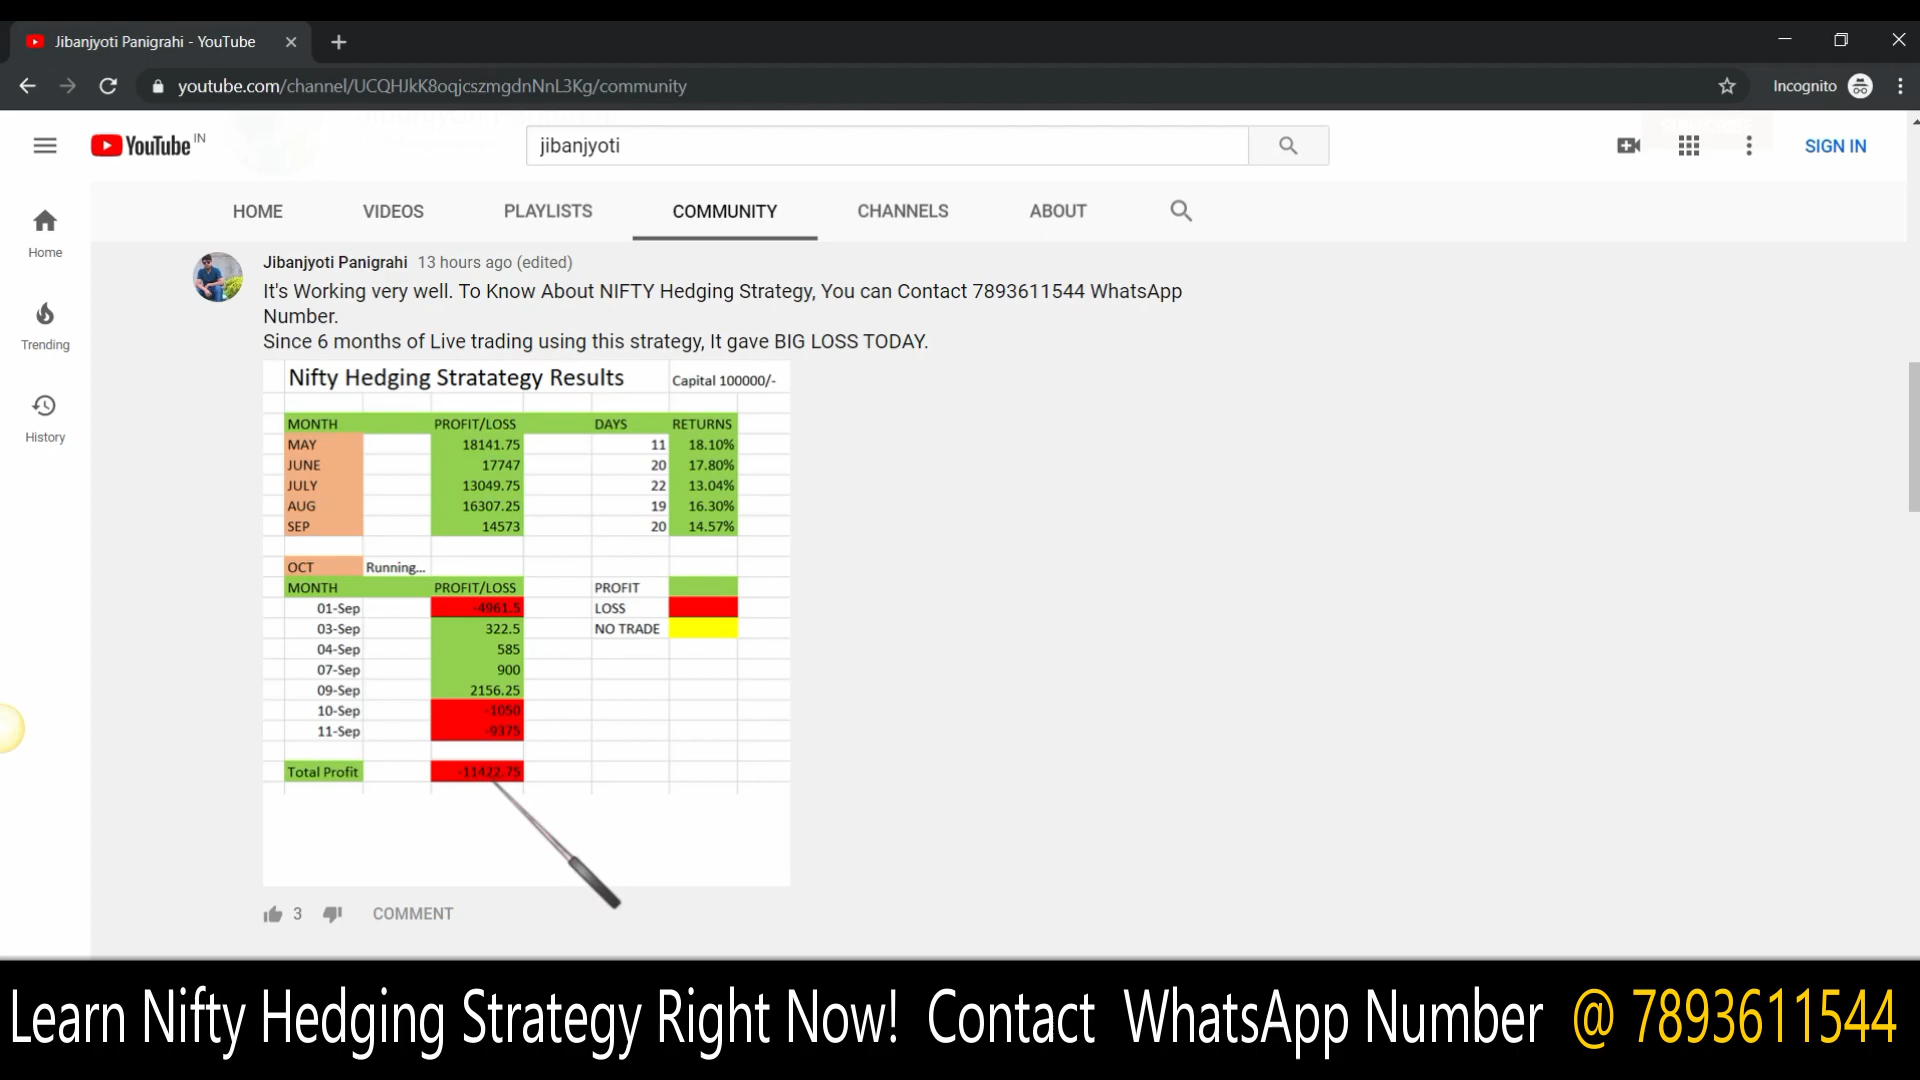 Jibanjyoti Panigrahi - YouTube
youtube.com/channel/UCQHJkK8oqjcszmgdnNnL3Kg/community
Incognito
YouTube IN
jibanjyoti
SIGN IN
HOME VIDEOS PLAYLISTS COMMUNITY CHANNELS ABOUT
Home
Trending
History
Jibanjyoti Panigrahi 13 hours ago (edited)
It's Working very well. To Know About NIFTY Hedging Strategy, You can Contact 7893611544 WhatsApp
Number.
Since 6 months of Live trading using this strategy, It gave BIG LOSS TODAY.
Nifty Hedging Stratategy Results Capital 100000/-
MONTH PROFIT/LOSS DAYS RETURNS
MAY 18141.75 11 18.10%
JUNE 17747 20 17.80%
JULY 13049.75 22 13.04%
AUG 16307.25 19 16.30%
SEP 14573 20 14.57%
OCT Running...
MONTH PROFIT/LOSS PROFIT
01-Sep -4961.5 LOSS
03-Sep 322.5 NO TRADE
04-Sep 585
07-Sep 900
09-Sep 2156.25
10-Sep -1050
11-Sep -9375
Total Profit -11422.75
3 COMMENT
Learn Nifty Hedging Strategy Right Now! Contact WhatsApp Number @ 7893611544